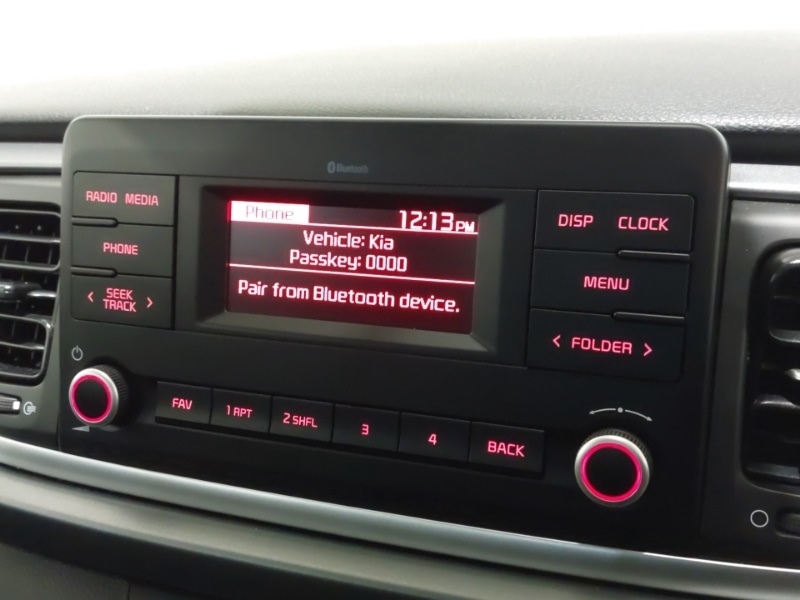 Bluetooth
RADIO MEDIA
PHONE
< SEEK TRACK >
Phone 12:13PM
Vehicle: Kia
Passkey: 0000
Pair from Bluetooth device.
DISP CLOCK
MENU
< FOLDER >
FAV 1 RPT 2 SHFL 3 4 BACK